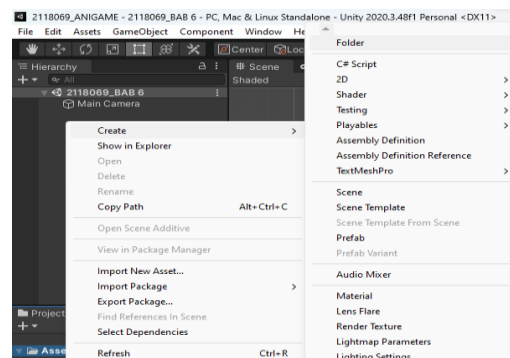 2118069_ANIGAME - 2118069_BAB 6 - PC, Mac & Linux Standalone - Unity 2020.3.48f1 Personal <DX11>
File Edit Assets GameObject Component Window He
Center Loc
Hierarchy
Scene
All
Shaded
2118069_BAB 6
Main Camera
Create
Show in Explorer
Open
Delete
Rename
Copy Path Alt+Ctrl+C
Open Scene Additive
View in Package Manager
Import New Asset...
Import Package
Export Package...
Find References In Scene
Select Dependencies
Refresh Ctrl+R
Project
Asse
Folder
C# Script
2D
Shader
Testing
Playables
Assembly Definition
Assembly Definition Reference
TextMeshPro
Scene
Scene Template
Scene Template From Scene
Prefab
Prefab Variant
Audio Mixer
Material
Lens Flare
Render Texture
Lightmap Parameters
Lighting Settings